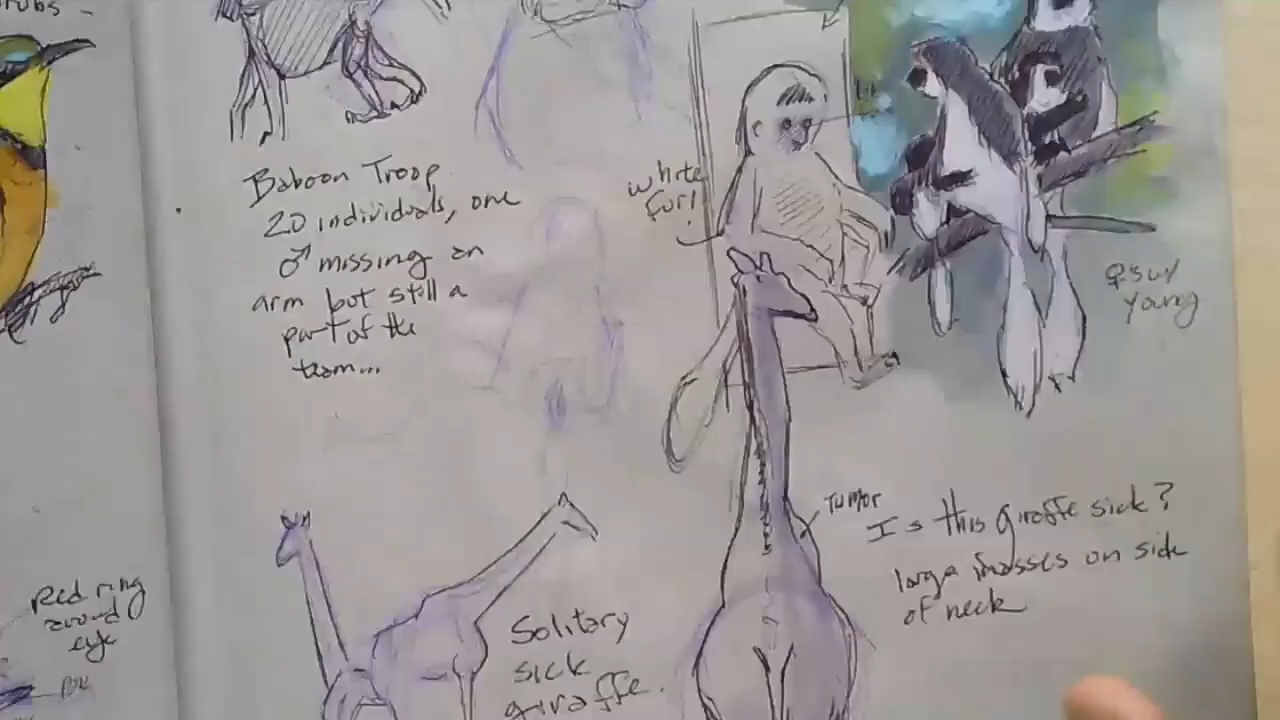 Baboon Troop
20 individuals, one
♂ missing an
arm but still a
part of the
team...
white
fur!
♀'s w/
young
Tumor
Is this giraffe sick?
large masses on side
of neck
Solitary
sick
giraffe.
Red ring
around
eye